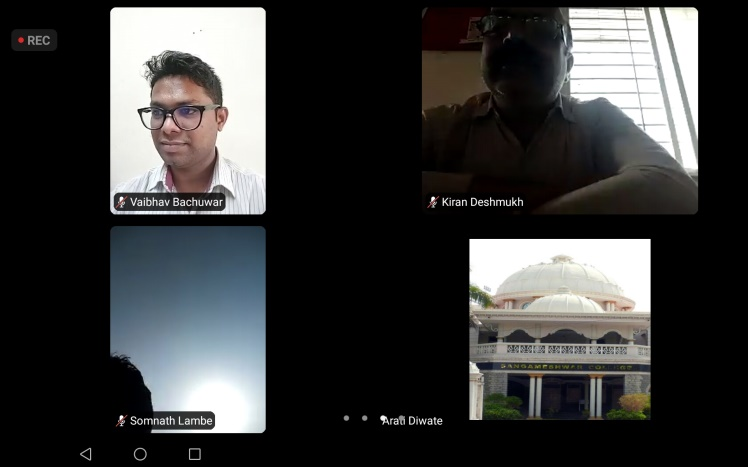 REC
Vaibhav Bachuwar
Kiran Deshmukh
SANGAMESHWAR COLLEGE
Somnath Lambe
Arati Diwate